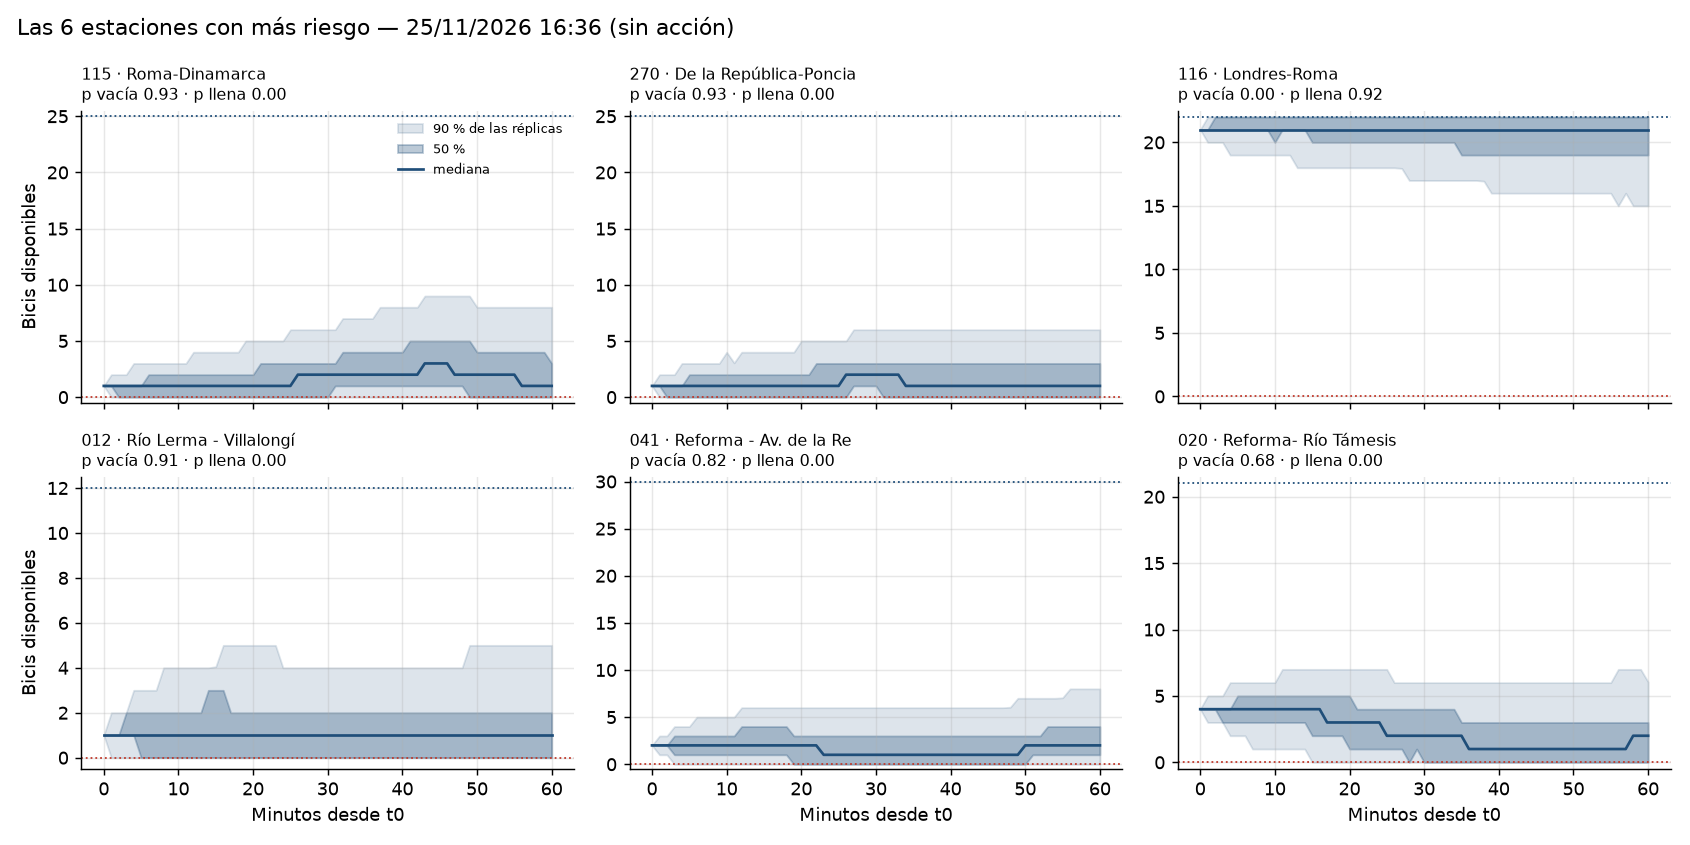 Las 6 estaciones con más riesgo — 25/11/2026 16:36 (sin acción)
115 · Roma-Dinamarca
p vacía 0.93 · p llena 0.00
25
20
15
10
5
0
Bicis disponibles
90 % de las réplicas
50 %
mediana
270 · De la República-Poncia
p vacía 0.93 · p llena 0.00
25
20
15
10
5
0
116 · Londres-Roma
p vacía 0.00 · p llena 0.92
20
15
10
5
0
012 · Río Lerma - Villalongí
p vacía 0.91 · p llena 0.00
12
10
8
6
4
2
0
Bicis disponibles
0 10 20 30 40 50 60
Minutos desde t0
041 · Reforma - Av. de la Re
p vacía 0.82 · p llena 0.00
30
25
20
15
10
5
0
0 10 20 30 40 50 60
Minutos desde t0
020 · Reforma- Río Támesis
p vacía 0.68 · p llena 0.00
20
15
10
5
0
0 10 20 30 40 50 60
Minutos desde t0